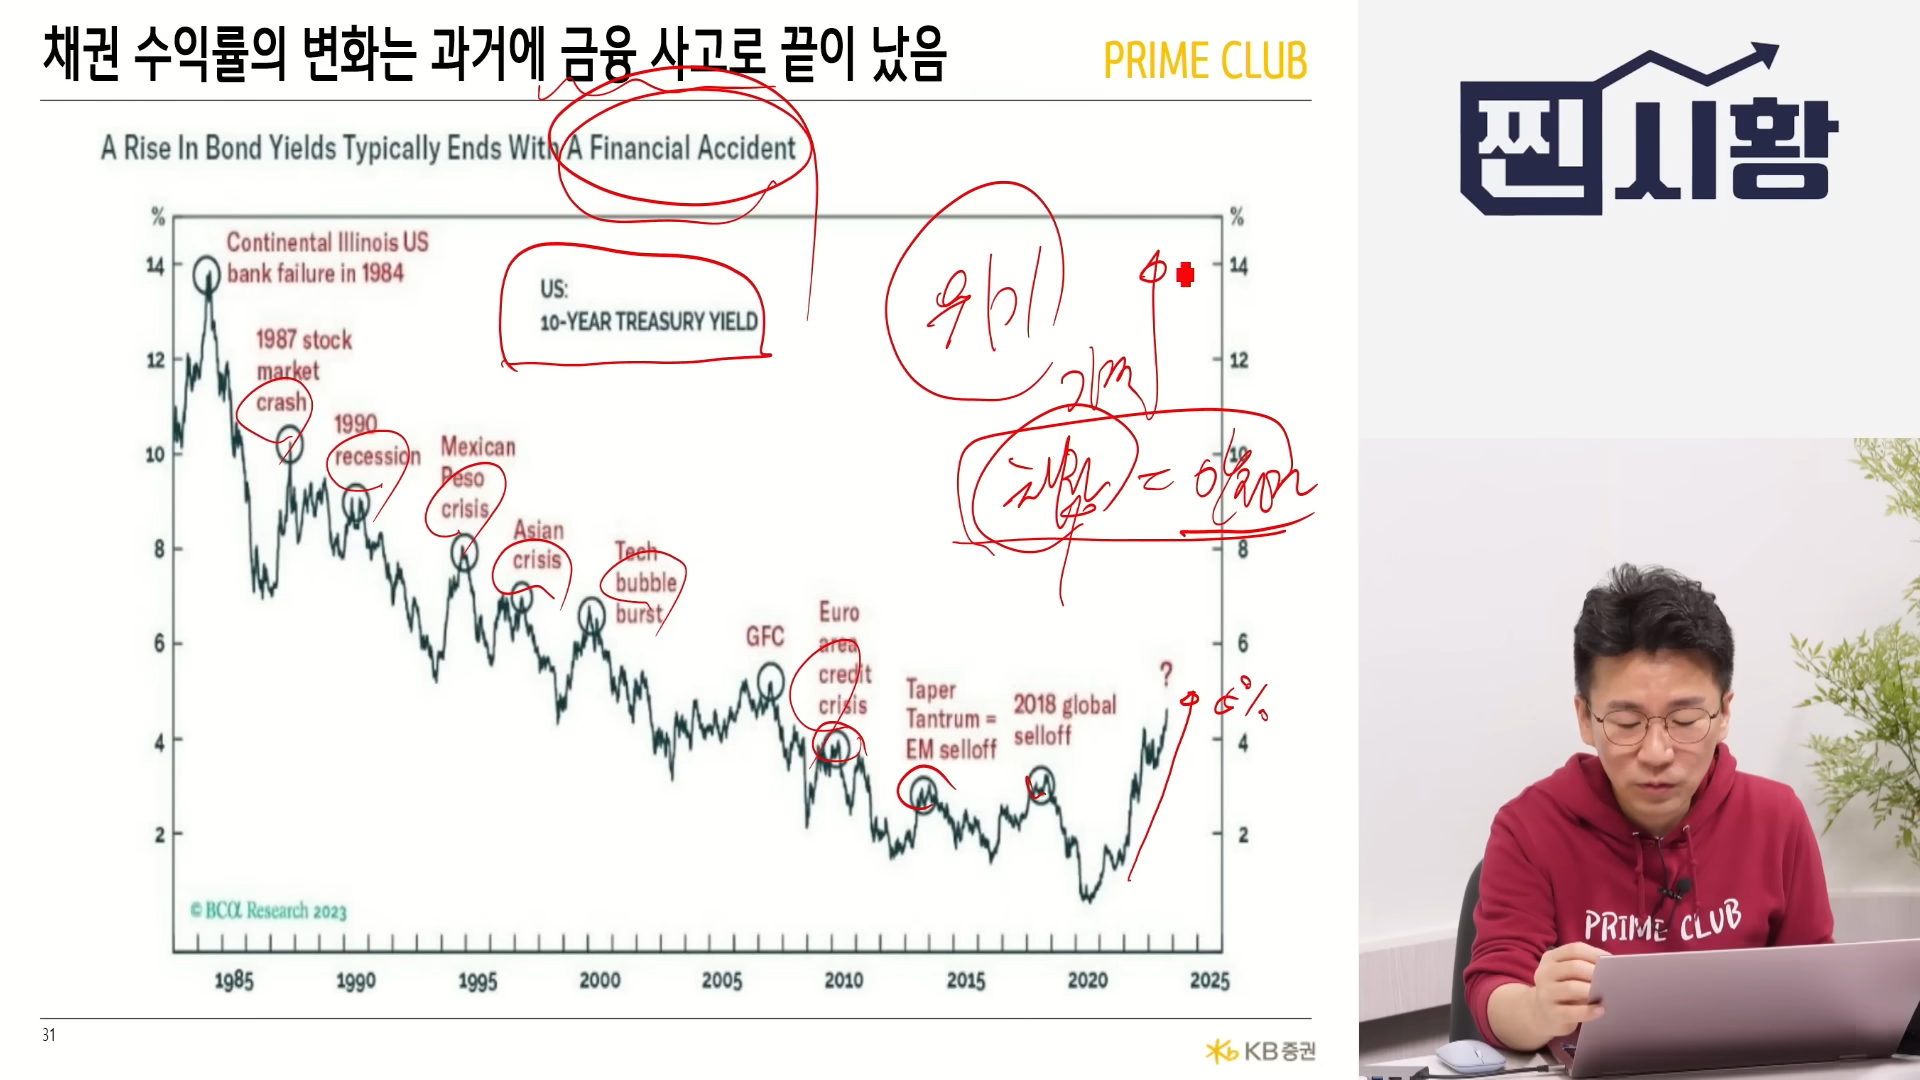 채권 수익률의 변화는 과거에 금융 사고로 끝이 났음
PRIME CLUB
A Rise In Bond Yields Typically Ends With A Financial Accident
%
%
Continental Illinois US
bank failure in 1984
1987 stock
market
crash
1990
recession
Mexican
Peso
crisis
Asian
crisis
Tech
bubble
burst
US:
10-YEAR TREASURY YIELD
GFC
Euro
area
credit
crisis
Taper
Tantrum =
EM selloff
2018 global
selloff
?
5%
14
12
10
8
6
4
2
14
12
10
8
6
4
2
© BCA Research 2023
1985
1990
1995
2000
2005
2010
2015
2020
2025
31
KB증권
찐시황
PRIME CLUB